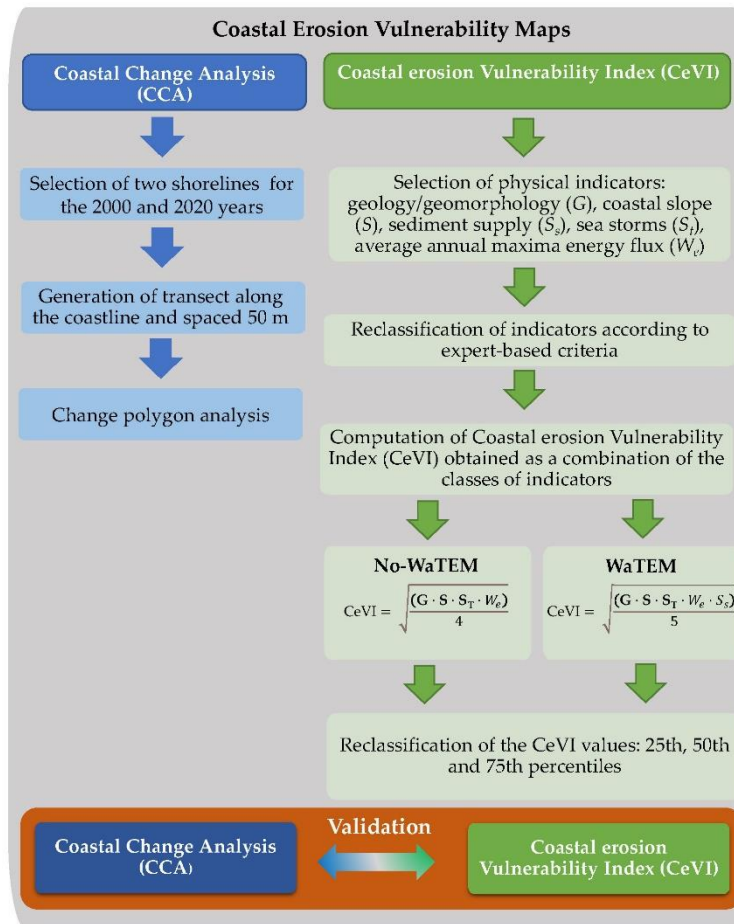 Coastal Erosion Vulnerability Maps
Coastal Change Analysis
(CCA)
Selection of two shorelines for
the 2000 and 2020 years
Generation of transect along
the coastline and spaced 50 m
Change polygon analysis
Coastal erosion Vulnerability Index (CeVI)
Selection of physical indicators:
geology/geomorphology (G), coastal slope
(S), sediment supply (Sₛ), sea storms (Sₜ),
average annual maxima energy flux (Wₑ)
Reclassification of indicators according to
expert-based criteria
Computation of Coastal erosion Vulnerability
Index (CeVI) obtained as a combination of the
classes of indicators
No-WaTEM
CeVI = √((G · S · S_T · Wₑ) / 4)
WaTEM
CeVI = √((G · S · S_T · Wₑ · Sₛ) / 5)
Reclassification of the CeVI values: 25th, 50th
and 75th percentiles
Coastal Change Analysis
(CCA)
Validation
Coastal erosion
Vulnerability Index (CeVI)